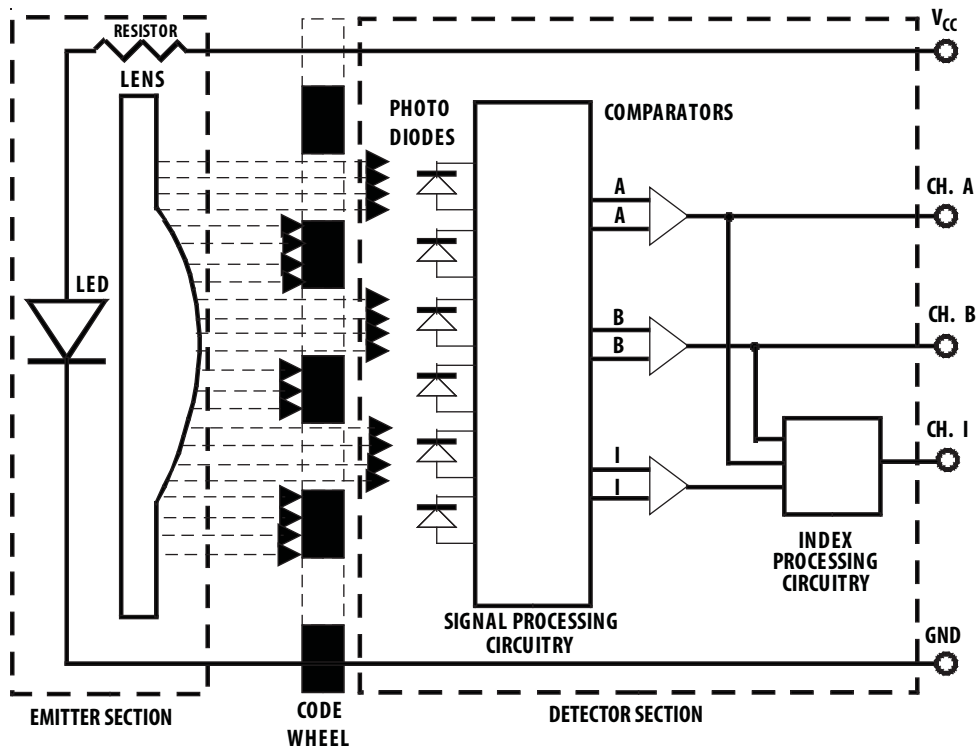 V_CC
RESISTOR
LENS
PHOTO
DIODES
COMPARATORS
A
A
CH. A
LED
B
B
CH. B
I
I
CH. I
INDEX
PROCESSING
CIRCUITRY
SIGNAL PROCESSING
CIRCUITRY
GND
EMITTER SECTION
CODE
WHEEL
DETECTOR SECTION